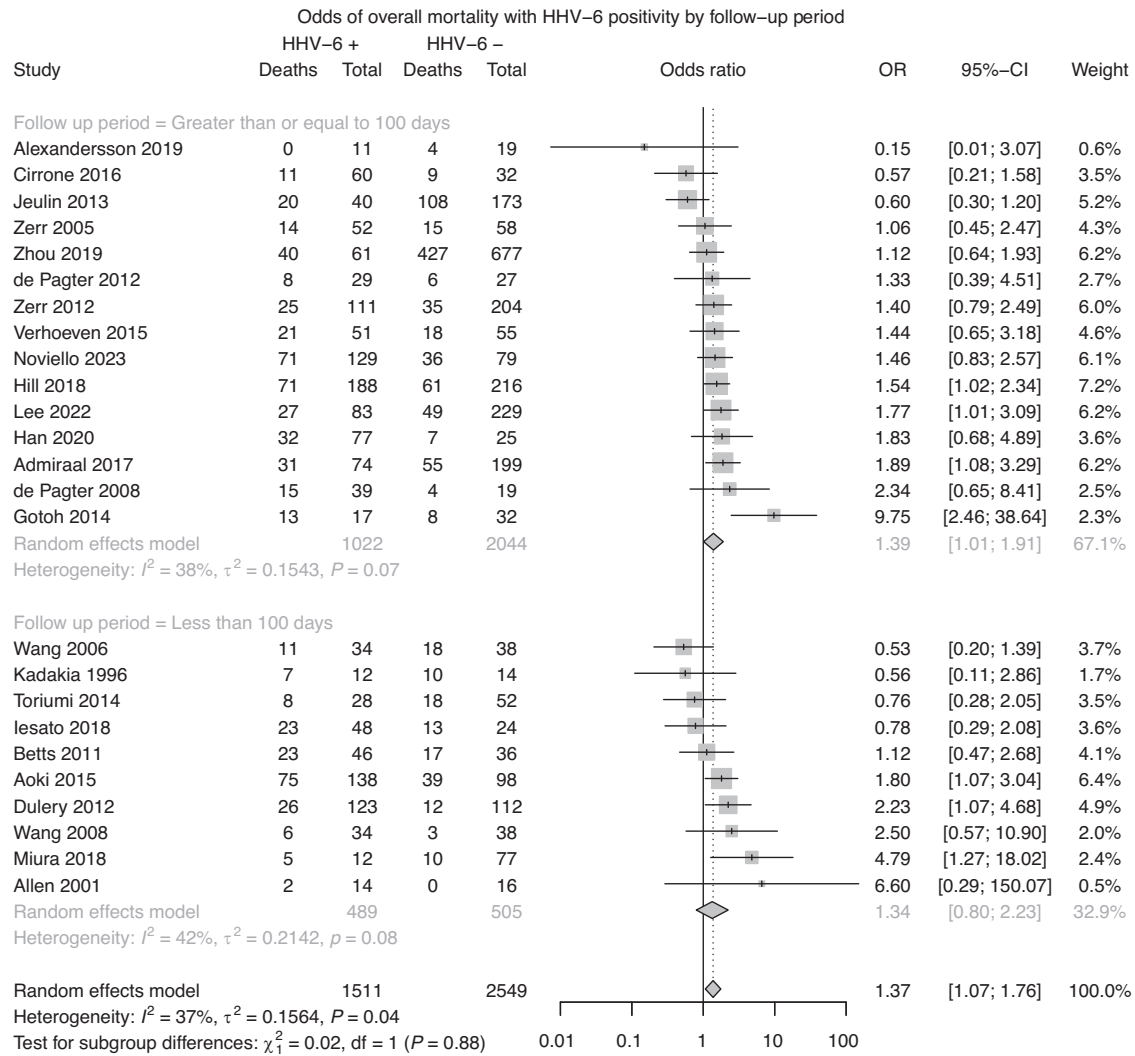 Odds of overall mortality with HHV−6 positivity by follow−up period
HHV−6 + HHV−6 −
Study Deaths Total Deaths Total Odds ratio OR 95%−CI Weight
Follow up period = Greater than or equal to 100 days
Alexandersson 2019 0 11 4 19 0.15 [0.01; 3.07] 0.6%
Cirrone 2016 11 60 9 32 0.57 [0.21; 1.58] 3.5%
Jeulin 2013 20 40 108 173 0.60 [0.30; 1.20] 5.2%
Zerr 2005 14 52 15 58 1.06 [0.45; 2.47] 4.3%
Zhou 2019 40 61 427 677 1.12 [0.64; 1.93] 6.2%
de Pagter 2012 8 29 6 27 1.33 [0.39; 4.51] 2.7%
Zerr 2012 25 111 35 204 1.40 [0.79; 2.49] 6.0%
Verhoeven 2015 21 51 18 55 1.44 [0.65; 3.18] 4.6%
Noviello 2023 71 129 36 79 1.46 [0.83; 2.57] 6.1%
Hill 2018 71 188 61 216 1.54 [1.02; 2.34] 7.2%
Lee 2022 27 83 49 229 1.77 [1.01; 3.09] 6.2%
Han 2020 32 77 7 25 1.83 [0.68; 4.89] 3.6%
Admiraal 2017 31 74 55 199 1.89 [1.08; 3.29] 6.2%
de Pagter 2008 15 39 4 19 2.34 [0.65; 8.41] 2.5%
Gotoh 2014 13 17 8 32 9.75 [2.46; 38.64] 2.3%
Random effects model 1022 2044 1.39 [1.01; 1.91] 67.1%
Heterogeneity: I² = 38%, τ² = 0.1543, P = 0.07
Follow up period = Less than 100 days
Wang 2006 11 34 18 38 0.53 [0.20; 1.39] 3.7%
Kadakia 1996 7 12 10 14 0.56 [0.11; 2.86] 1.7%
Toriumi 2014 8 28 18 52 0.76 [0.28; 2.05] 3.5%
Iesato 2018 23 48 13 24 0.78 [0.29; 2.08] 3.6%
Betts 2011 23 46 17 36 1.12 [0.47; 2.68] 4.1%
Aoki 2015 75 138 39 98 1.80 [1.07; 3.04] 6.4%
Dulery 2012 26 123 12 112 2.23 [1.07; 4.68] 4.9%
Wang 2008 6 34 3 38 2.50 [0.57; 10.90] 2.0%
Miura 2018 5 12 10 77 4.79 [1.27; 18.02] 2.4%
Allen 2001 2 14 0 16 6.60 [0.29; 150.07] 0.5%
Random effects model 489 505 1.34 [0.80; 2.23] 32.9%
Heterogeneity: I² = 42%, τ² = 0.2142, p = 0.08
Random effects model 1511 2549 1.37 [1.07; 1.76] 100.0%
Heterogeneity: I² = 37%, τ² = 0.1564, P = 0.04
Test for subgroup differences: χ₁² = 0.02, df = 1 (P = 0.88) 0.01 0.1 1 10 100